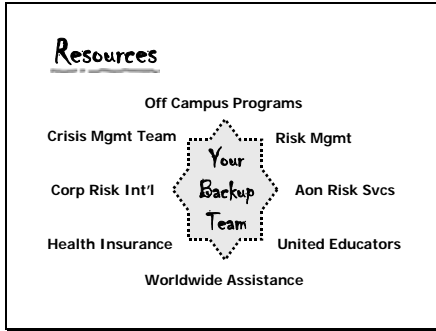 Resources
Off Campus Programs
Crisis Mgmt Team
Risk Mgmt
Your
Corp Risk Int'l
Backup
Aon Risk Svcs
Team
Health Insurance
United Educators
Worldwide Assistance